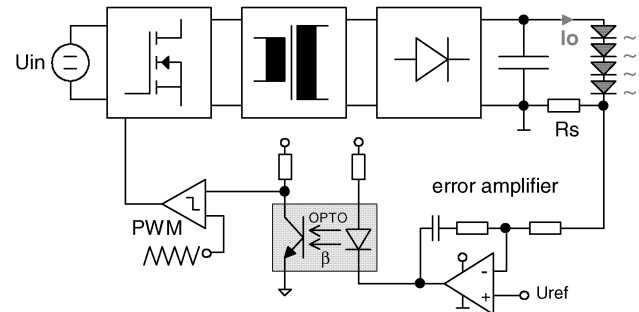 Uin
Io
Rs
PWM
OPTO
β
error amplifier
-
+
Uref